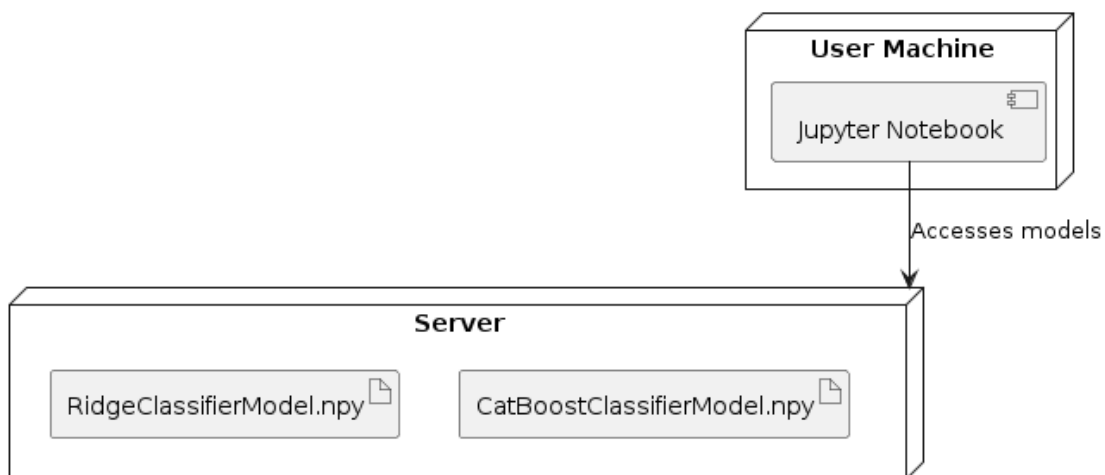 User Machine
Jupyter Notebook
Accesses models
Server
RidgeClassifierModel.npy
CatBoostClassifierModel.npy